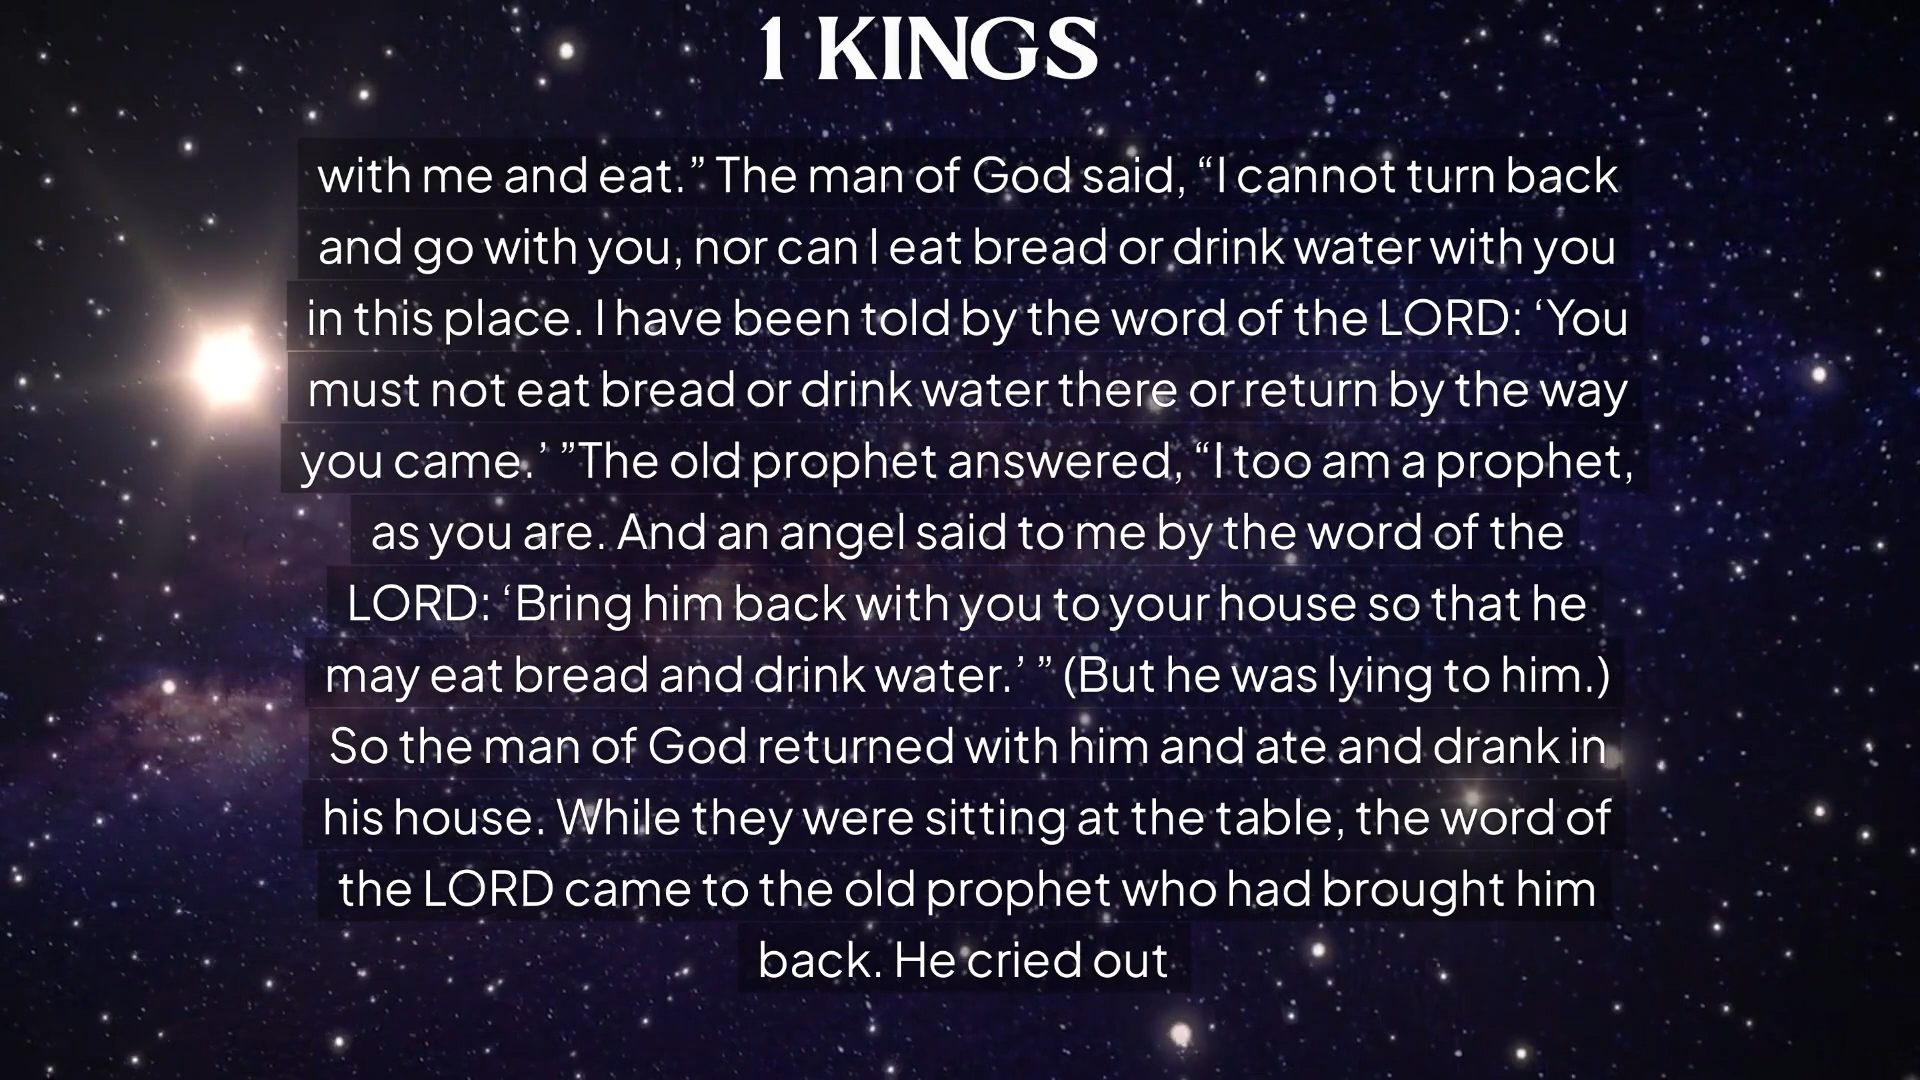 1 KINGS
with me and eat.” The man of God said, “I cannot turn back
and go with you, nor can I eat bread or drink water with you
in this place. I have been told by the word of the LORD: ‘You
must not eat bread or drink water there or return by the way
you came.’ ”The old prophet answered, “I too am a prophet,
as you are. And an angel said to me by the word of the
LORD: ‘Bring him back with you to your house so that he
may eat bread and drink water.’ ” (But he was lying to him.)
So the man of God returned with him and ate and drank in
his house. While they were sitting at the table, the word of
the LORD came to the old prophet who had brought him
back. He cried out